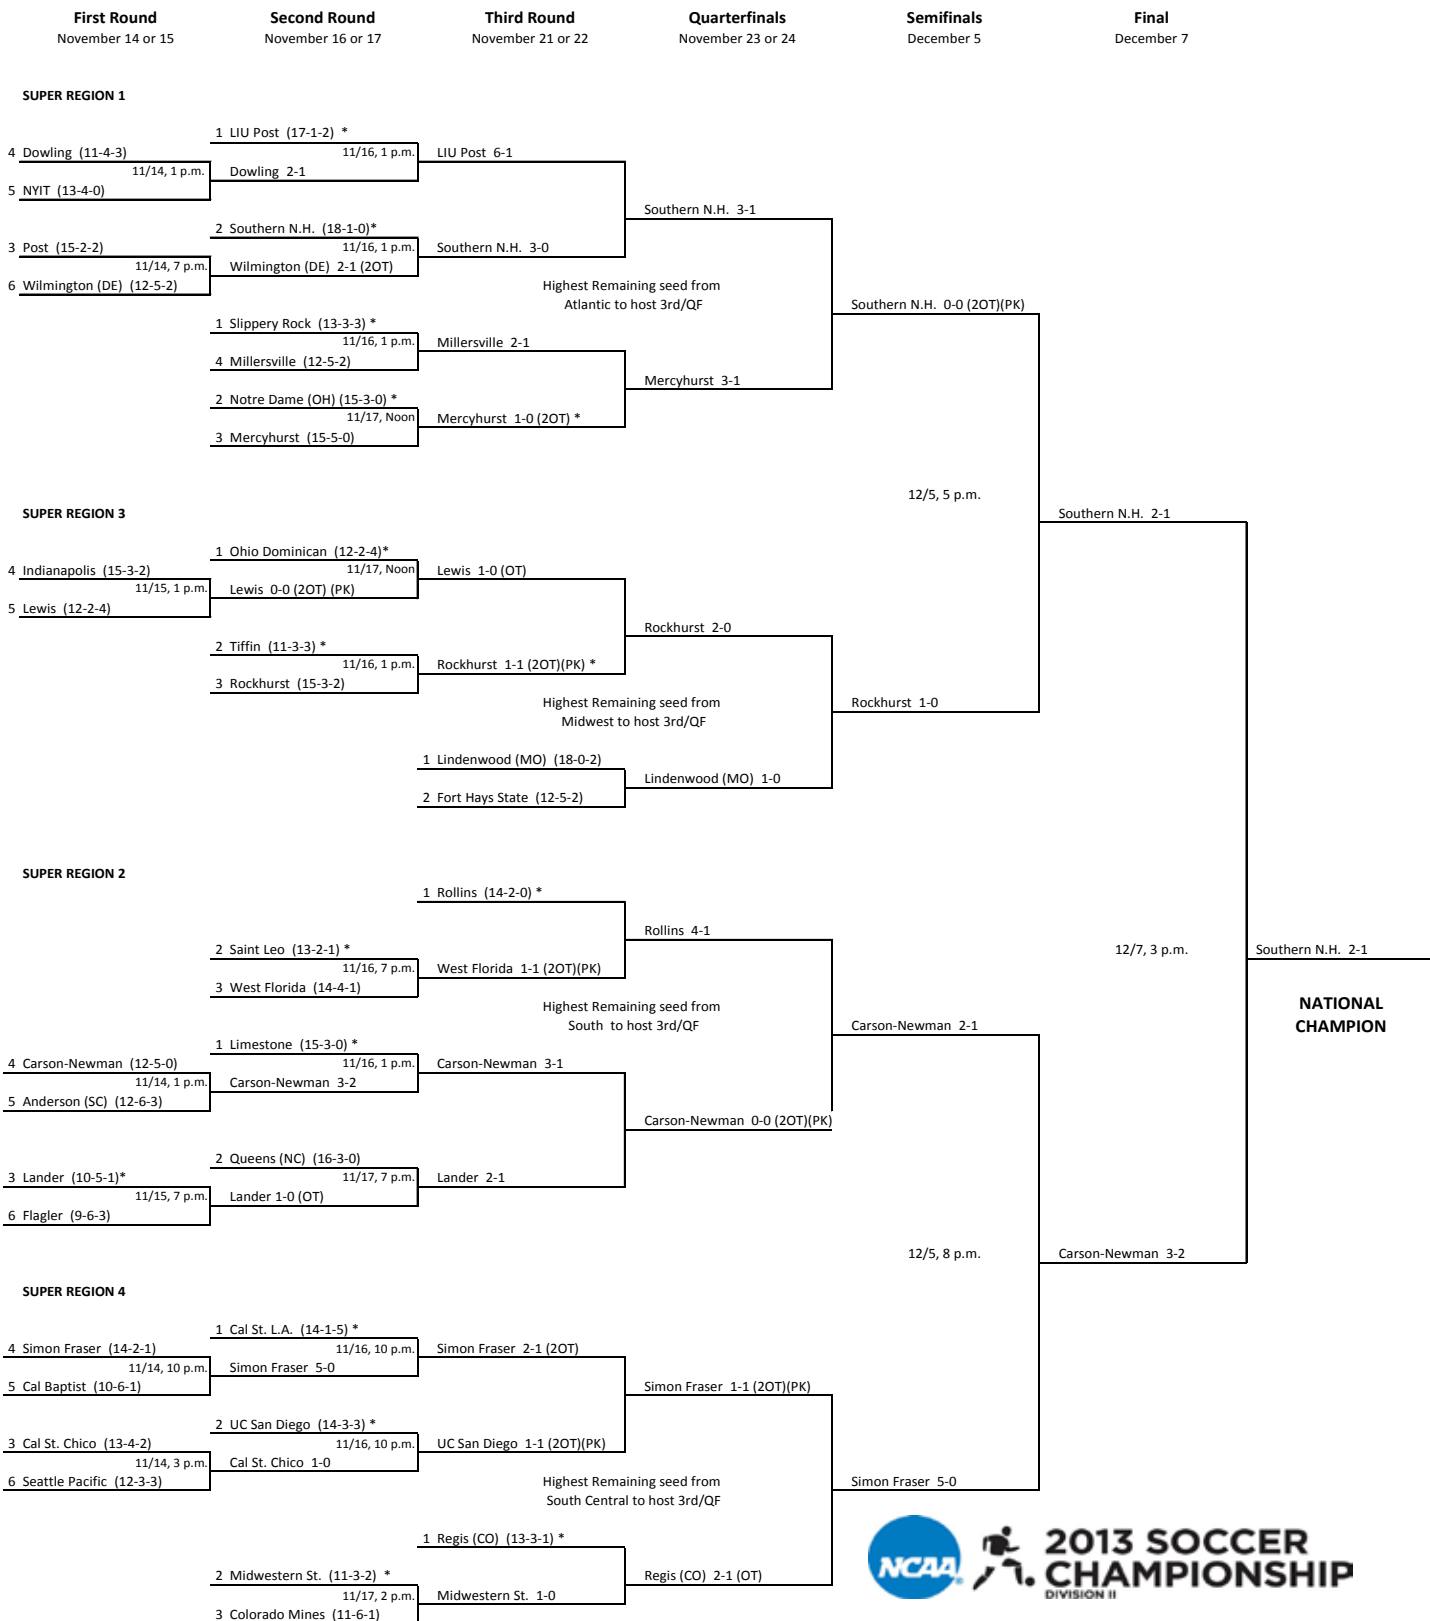 First Round Second Round Third Round Quarterfinals Semifinals Final
November 14 or 15 November 16 or 17 November 21 or 22 November 23 or 24 December 5 December 7
SUPER REGION 1
1 LIU Post (17-1-2) *
4 Dowling (11-4-3) 11/16, 1 p.m. LIU Post 6-1
11/14, 1 p.m. Dowling 2-1
5 NYIT (13-4-0)
Southern N.H. 3-1
2 Southern N.H. (18-1-0)*
3 Post (15-2-2) 11/16, 1 p.m. Southern N.H. 3-0
11/14, 7 p.m. Wilmington (DE) 2-1 (2OT)
6 Wilmington (DE) (12-5-2) Highest Remaining seed from
Atlantic to host 3rd/QF Southern N.H. 0-0 (2OT)(PK)
1 Slippery Rock (13-3-3) *
11/16, 1 p.m. Millersville 2-1
4 Millersville (12-5-2)
Mercyhurst 3-1
2 Notre Dame (OH) (15-3-0) *
11/17, Noon Mercyhurst 1-0 (2OT) *
3 Mercyhurst (15-5-0)
12/5, 5 p.m.
SUPER REGION 3 Southern N.H. 2-1
1 Ohio Dominican (12-2-4)*
4 Indianapolis (15-3-2) 11/17, Noon Lewis 1-0 (OT)
11/15, 1 p.m. Lewis 0-0 (2OT) (PK)
5 Lewis (12-2-4)
Rockhurst 2-0
2 Tiffin (11-3-3) *
11/16, 1 p.m. Rockhurst 1-1 (2OT)(PK) *
3 Rockhurst (15-3-2)
Highest Remaining seed from Rockhurst 1-0
Midwest to host 3rd/QF
1 Lindenwood (MO) (18-0-2)
Lindenwood (MO) 1-0
2 Fort Hays State (12-5-2)
SUPER REGION 2
1 Rollins (14-2-0) *
Rollins 4-1
2 Saint Leo (13-2-1) * 12/7, 3 p.m. Southern N.H. 2-1
11/16, 7 p.m. West Florida 1-1 (2OT)(PK)
3 West Florida (14-4-1)
Highest Remaining seed from NATIONAL
South to host 3rd/QF Carson-Newman 2-1 CHAMPION
1 Limestone (15-3-0) *
4 Carson-Newman (12-5-0) 11/16, 1 p.m. Carson-Newman 3-1
11/14, 1 p.m. Carson-Newman 3-2
5 Anderson (SC) (12-6-3)
Carson-Newman 0-0 (2OT)(PK)
2 Queens (NC) (16-3-0)
3 Lander (10-5-1)* 11/17, 7 p.m. Lander 2-1
11/15, 7 p.m. Lander 1-0 (OT)
6 Flagler (9-6-3)
12/5, 8 p.m. Carson-Newman 3-2
SUPER REGION 4
1 Cal St. L.A. (14-1-5) *
4 Simon Fraser (14-2-1) 11/16, 10 p.m. Simon Fraser 2-1 (2OT)
11/14, 10 p.m. Simon Fraser 5-0
5 Cal Baptist (10-6-1) Simon Fraser 1-1 (2OT)(PK)
2 UC San Diego (14-3-3) *
3 Cal St. Chico (13-4-2) 11/16, 10 p.m. UC San Diego 1-1 (2OT)(PK)
11/14, 3 p.m. Cal St. Chico 1-0
6 Seattle Pacific (12-3-3) Highest Remaining seed from Simon Fraser 5-0
South Central to host 3rd/QF
1 Regis (CO) (13-3-1) *
2 Midwestern St. (11-3-2) * Regis (CO) 2-1 (OT)
11/17, 2 p.m. Midwestern St. 1-0
3 Colorado Mines (11-6-1)
NCAA
2013 SOCCER
CHAMPIONSHIP
DIVISION II